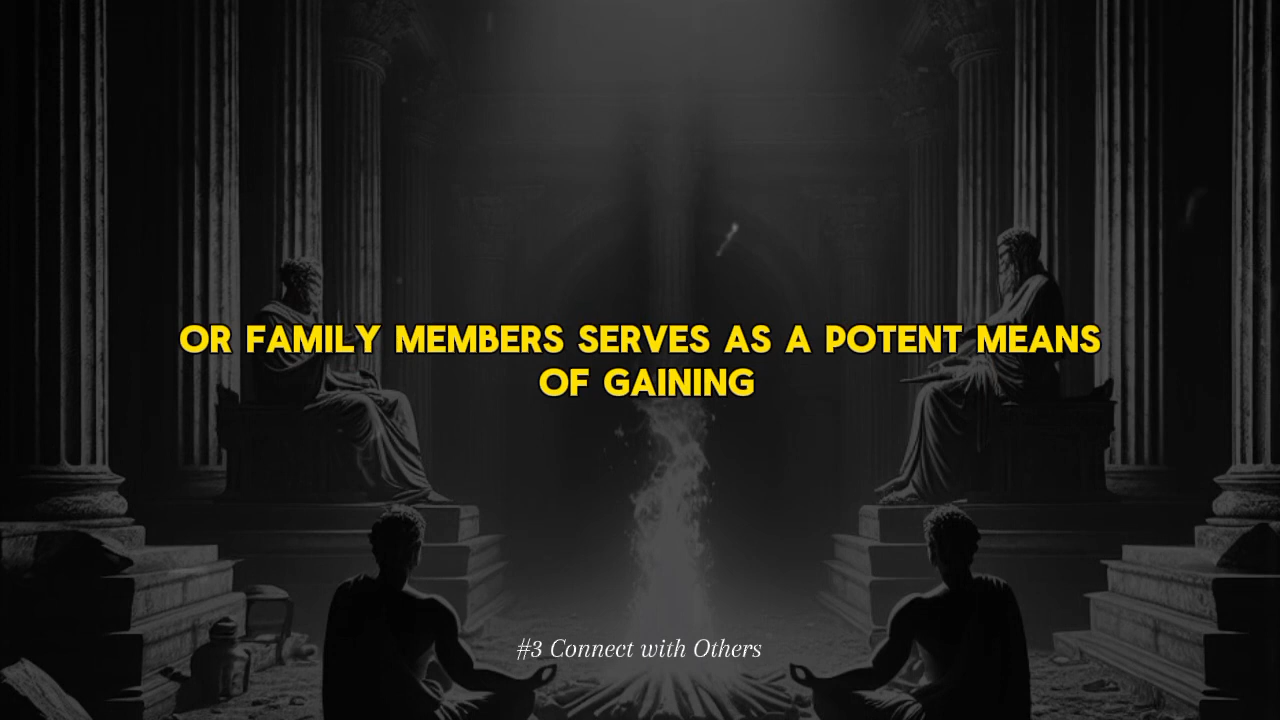 OR FAMILY MEMBERS SERVES AS A POTENT MEANS
OF GAINING
#3 Connect with Others